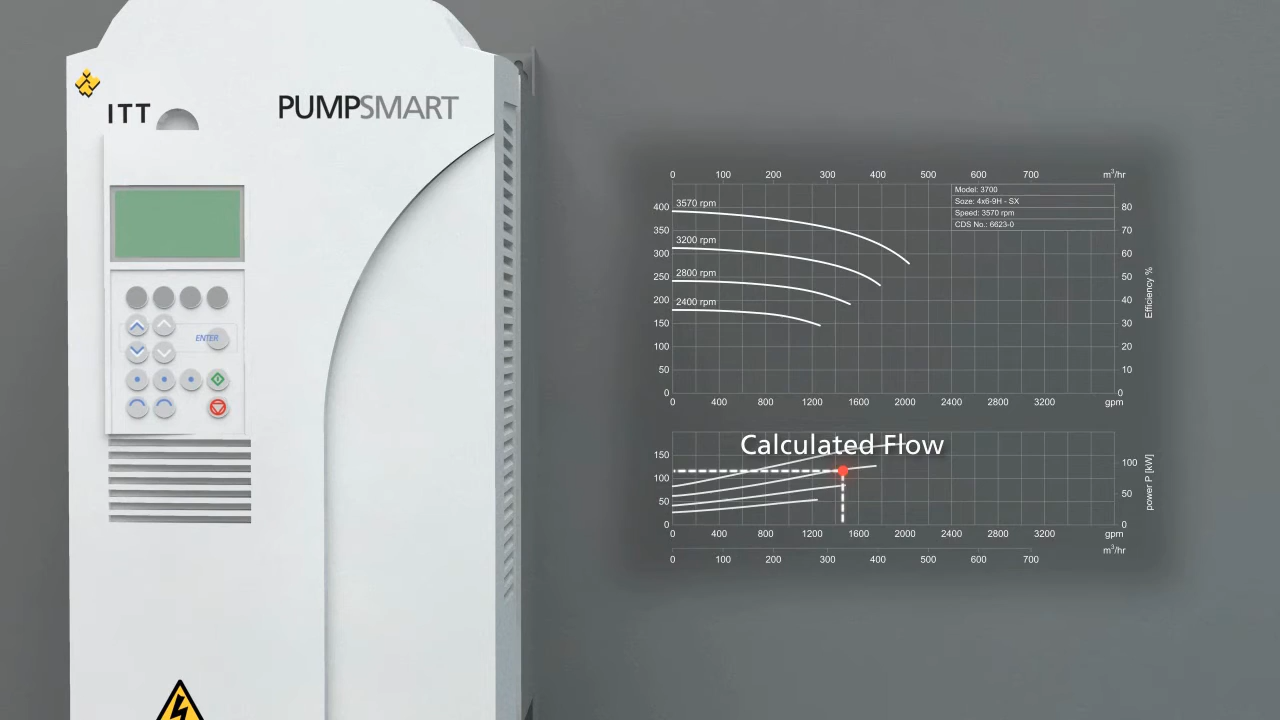 ITT
PUMPSMART
ENTER
0 100 200 300 400 500 600 700 m³/hr
Model: 3700
Soze: 4x6-9H - SX
Speed: 3570 rpm
CDS No.: 6623-0
3570 rpm
3200 rpm
2800 rpm
2400 rpm
400
350
300
250
200
150
100
50
0
80
70
60
50
40
30
20
10
0
Efficiency %
0 400 800 1200 1600 2000 2400 2800 3200 gpm
Calculated Flow
150
100
50
0
100
50
0
power P [kW]
0 400 800 1200 1600 2000 2400 2800 3200 gpm
m³/hr
0 100 200 300 400 500 600 700